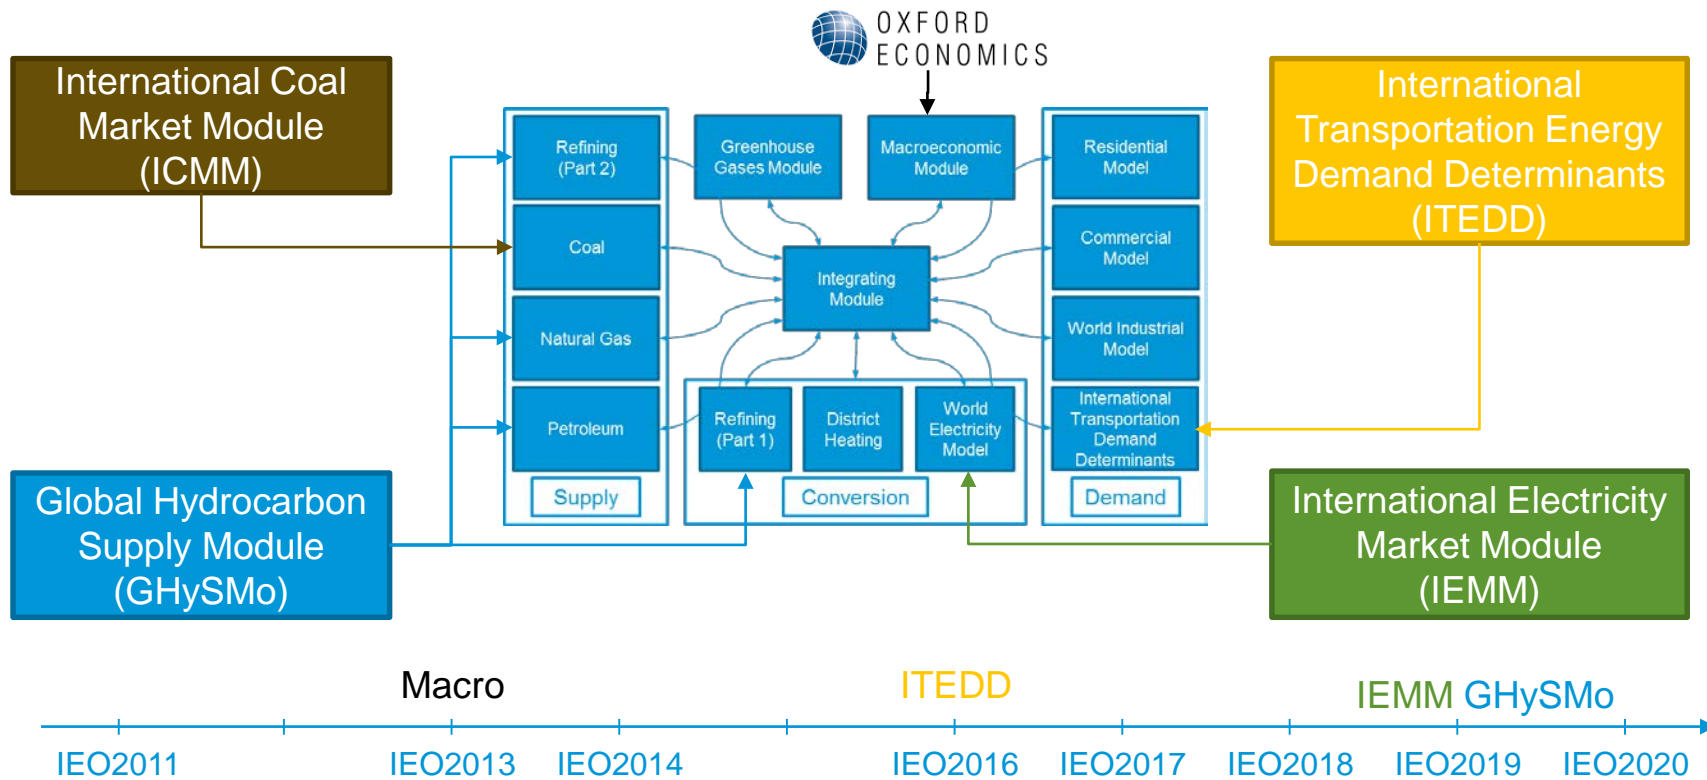 OXFORD
ECONOMICS
International Coal
Market Module
(ICMM)
International
Transportation Energy
Demand Determinants
(ITEDD)
Refining
(Part 2)
Greenhouse
Gases Module
Macroeconomic
Module
Residential
Model
Coal
Commercial
Model
Integrating
Module
Natural Gas
World Industrial
Model
Petroleum
Refining
(Part 1)
District
Heating
World
Electricity
Model
International
Transportation
Demand
Determinants
Supply
Conversion
Demand
Global Hydrocarbon
Supply Module
(GHySMo)
International Electricity
Market Module
(IEMM)
Macro
ITEDD
IEMM GHySMo
IEO2011
IEO2013
IEO2014
IEO2016
IEO2017
IEO2018
IEO2019
IEO2020